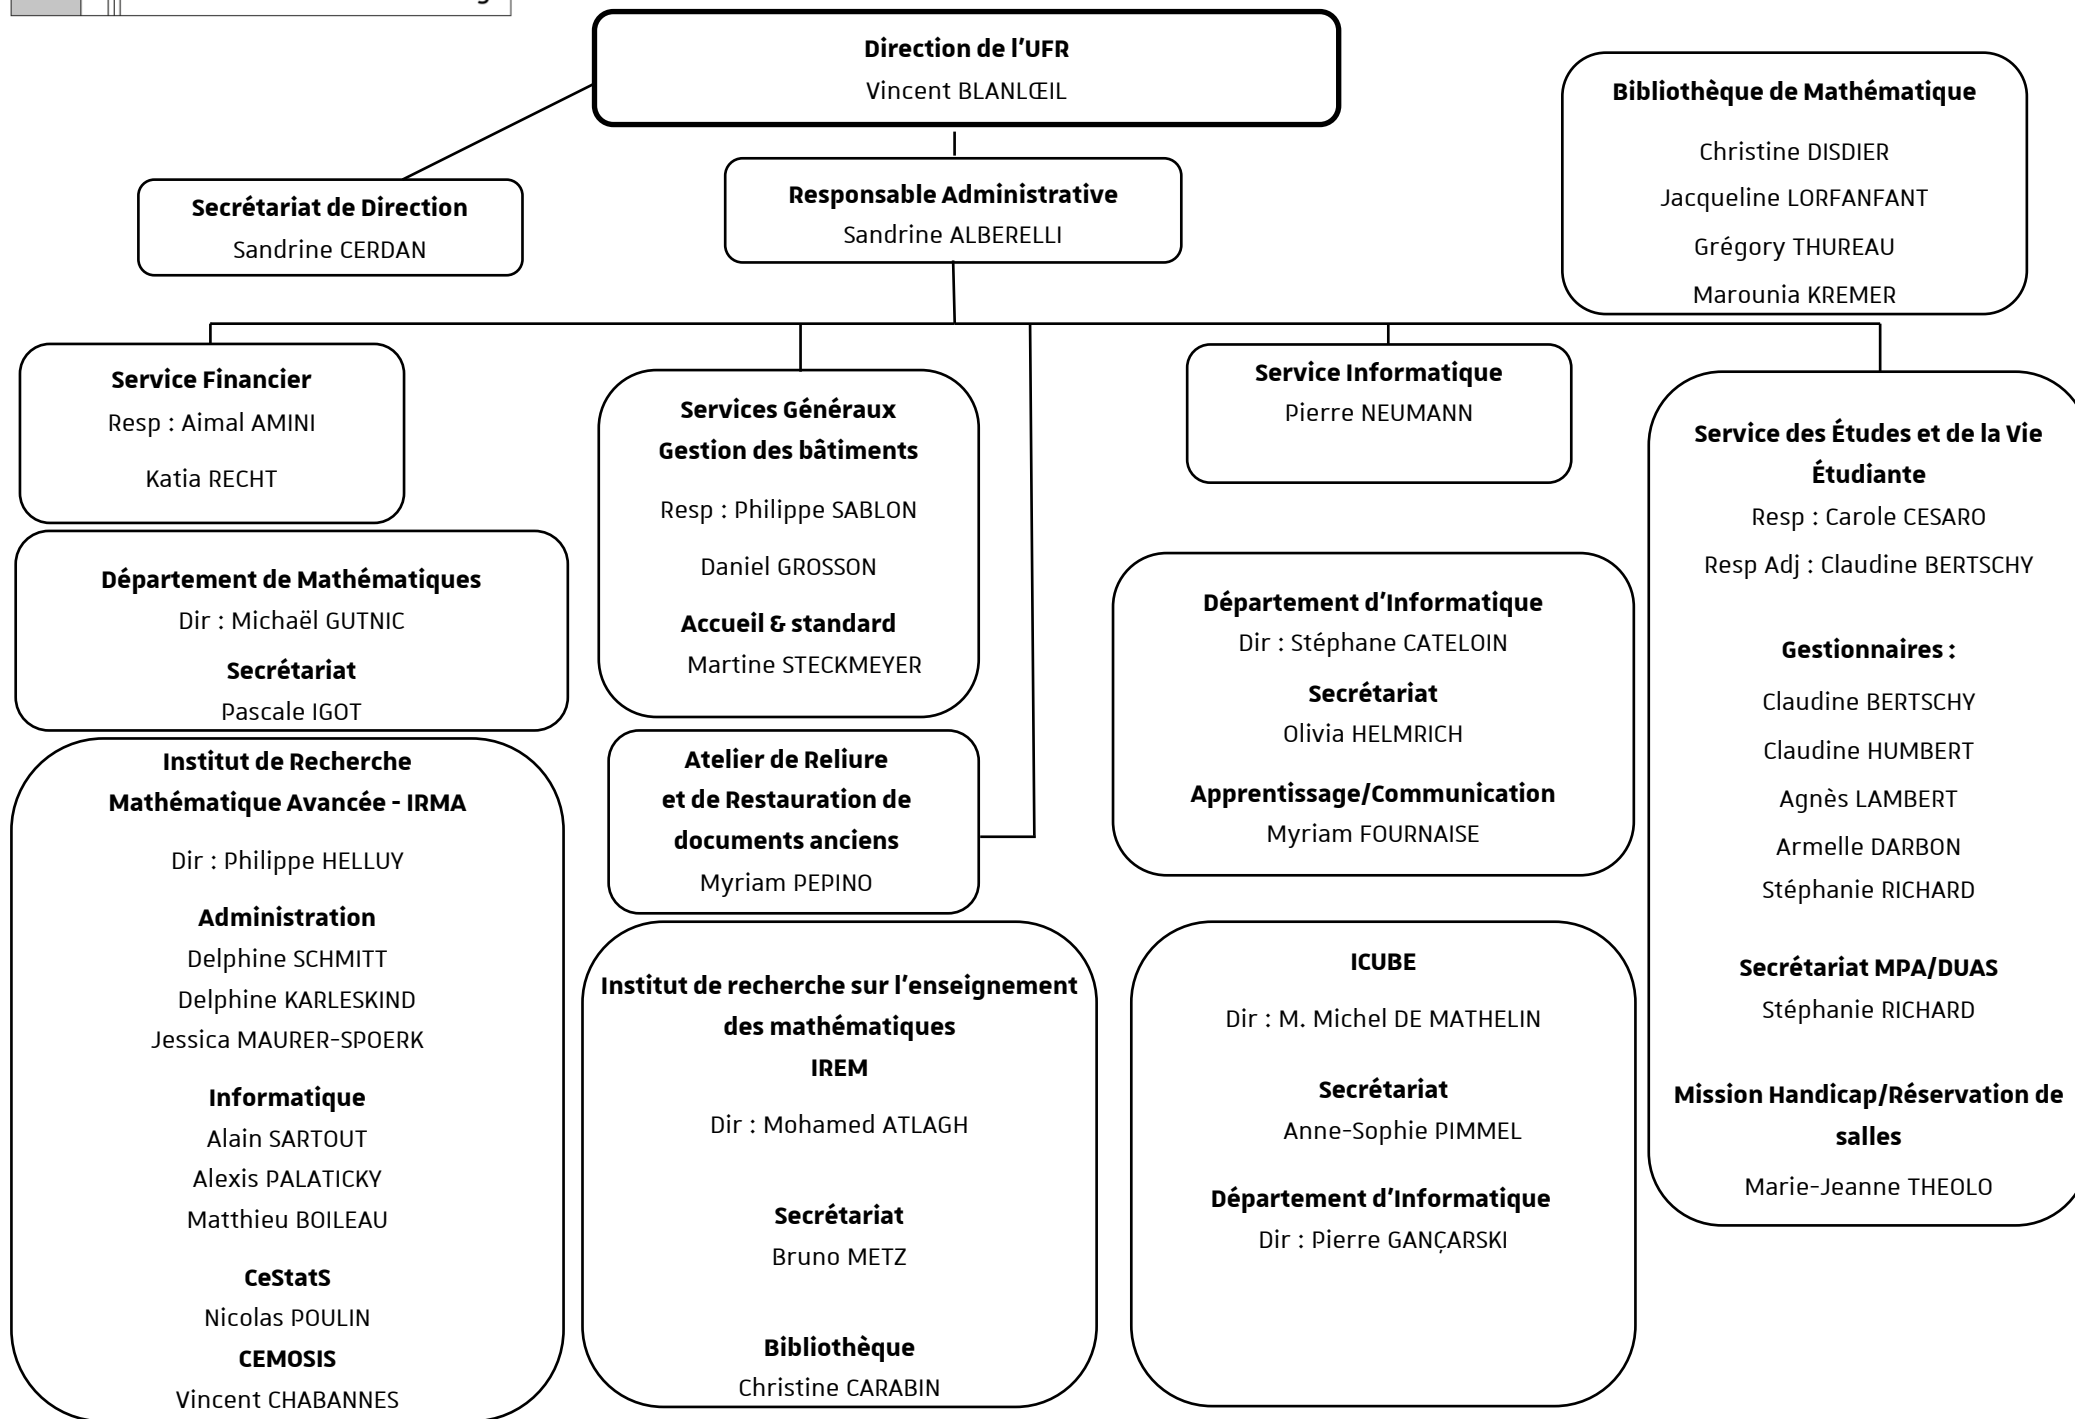 Direction de l'UFR
Vincent BLANLŒIL
Bibliothèque de Mathématique
Christine DISDIER
Jacqueline LORFANFANT
Grégory THUREAU
Marounia KREMER
Secrétariat de Direction
Sandrine CERDAN
Responsable Administrative
Sandrine ALBERELLI
Service Financier
Resp : Aimal AMINI
Katia RECHT
Services Généraux
Gestion des bâtiments
Resp : Philippe SABLON
Daniel GROSSON
Accueil & standard
Martine STECKMEYER
Service Informatique
Pierre NEUMANN
Service des Études et de la Vie
Étudiante
Resp : Carole CESARO
Resp Adj : Claudine BERTSCHY
Gestionnaires :
Claudine BERTSCHY
Claudine HUMBERT
Agnès LAMBERT
Armelle DARBON
Stéphanie RICHARD
Secrétariat MPA/DUAS
Stéphanie RICHARD
Mission Handicap/Réservation de
salles
Marie-Jeanne THEOLO
Département de Mathématiques
Dir : Michaël GUTNIC
Secrétariat
Pascale IGOT
Département d'Informatique
Dir : Stéphane CATELOIN
Secrétariat
Olivia HELMRICH
Apprentissage/Communication
Myriam FOURNAISE
Institut de Recherche
Mathématique Avancée - IRMA
Dir : Philippe HELLUY
Administration
Delphine SCHMITT
Delphine KARLESKIND
Jessica MAURER-SPOERK
Informatique
Alain SARTOUT
Alexis PALATICKY
Matthieu BOILEAU
CeStatS
Nicolas POULIN
CEMOSIS
Vincent CHABANNES
Atelier de Reliure
et de Restauration de
documents anciens
Myriam PEPINO
Institut de recherche sur l'enseignement
des mathématiques
IREM
Dir : Mohamed ATLAGH
Secrétariat
Bruno METZ
Bibliothèque
Christine CARABIN
ICUBE
Dir : M. Michel DE MATHELIN
Secrétariat
Anne-Sophie PIMMEL
Département d'Informatique
Dir : Pierre GANÇARSKI